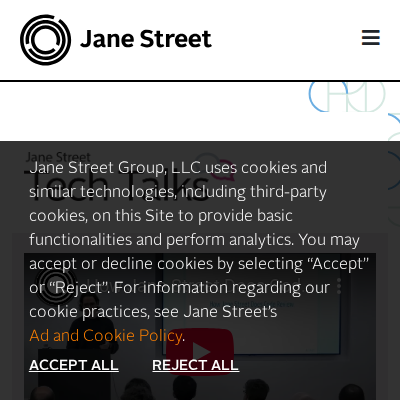 Jane Street
Jane Street
Tech Talks
Jane Street Group, LLC uses cookies and
similar technologies, including third-party
cookies, on this Site to provide basic
functionalities and perform analytics. You may
accept or decline cookies by selecting “Accept”
or “Reject”. For information regarding our
cookie practices, see Jane Street’s
Ad and Cookie Policy.
ACCEPT ALL
REJECT ALL